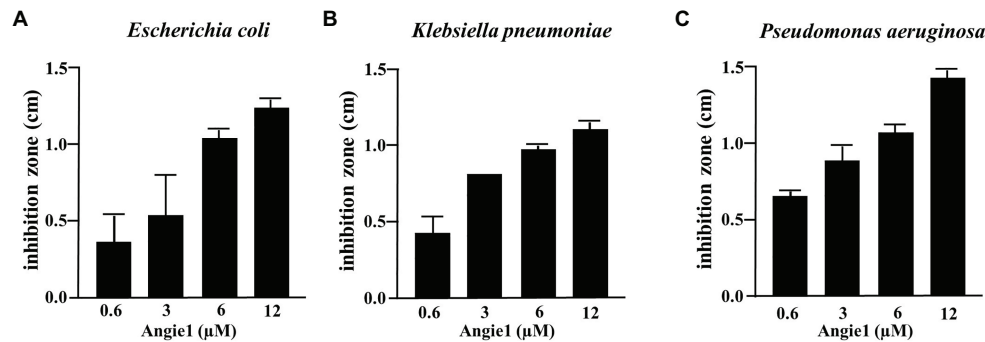 A
Escherichia coli
inhibition zone (cm)
1.5
1.0
0.5
0.0
0.6 3 6 12
Angie1 (µM)
B
Klebsiella pneumoniae
inhibition zone (cm)
1.5
1.0
0.5
0.0
0.6 3 6 12
Angie1 (µM)
C
Pseudomonas aeruginosa
inhibition zone (cm)
1.5
1.0
0.5
0.0
0.6 3 6 12
Angie1 (µM)